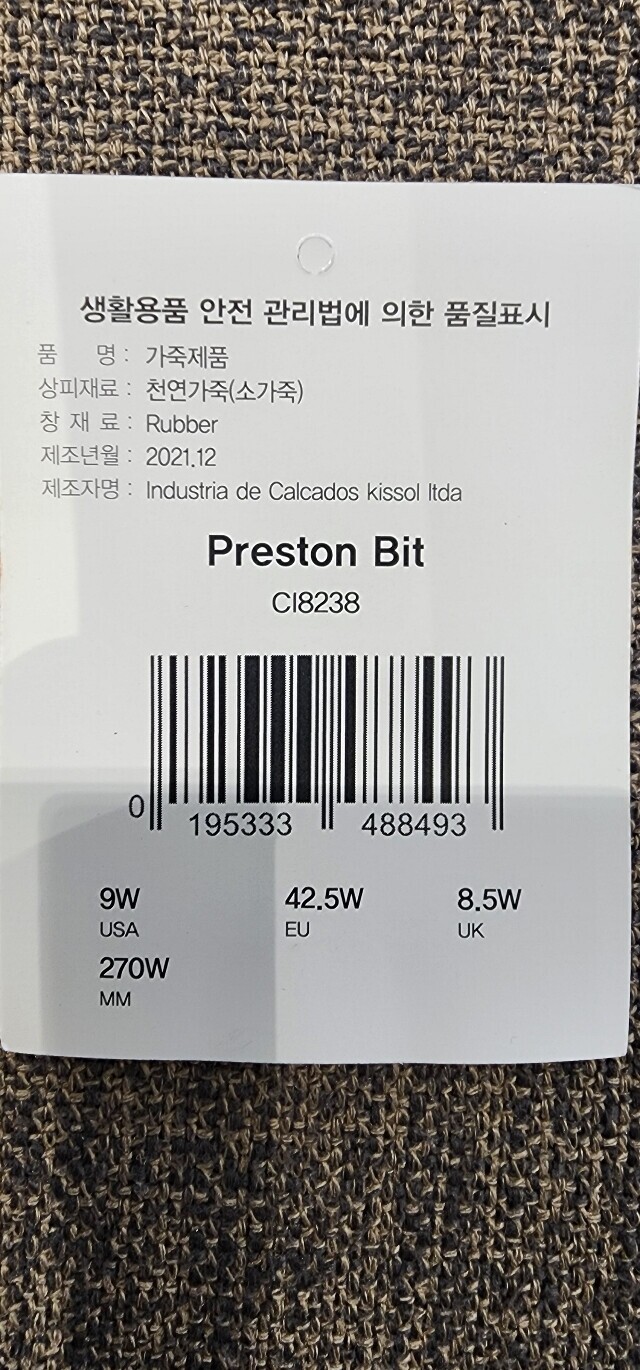 생활용품 안전 관리법에 의한 품질표시
품 명 : 가죽제품
상피재료 : 천연가죽(소가죽)
창 재 료 : Rubber
제조년월 : 2021.12
제조자명 : Industria de Calcados kissol ltda
Preston Bit
CI8238
0 195333 488493
9W 42.5W 8.5W
USA EU UK
270W
MM